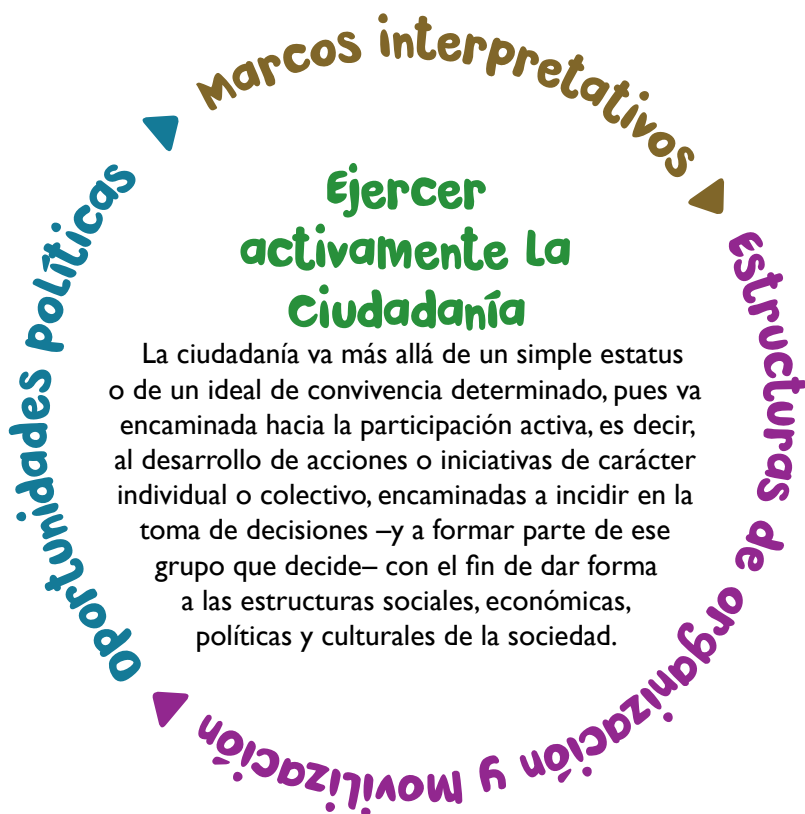 Marcos interpretativos
Estructuras de organización y Movilización
Oportunidades políticas
Ejercer
activamente La
Ciudadanía
La ciudadanía va más allá de un simple estatus
o de un ideal de convivencia determinado, pues va
encaminada hacia la participación activa, es decir,
al desarrollo de acciones o iniciativas de carácter
individual o colectivo, encaminadas a incidir en la
toma de decisiones –y a formar parte de ese
grupo que decide– con el fin de dar forma
a las estructuras sociales, económicas,
políticas y culturales de la sociedad.